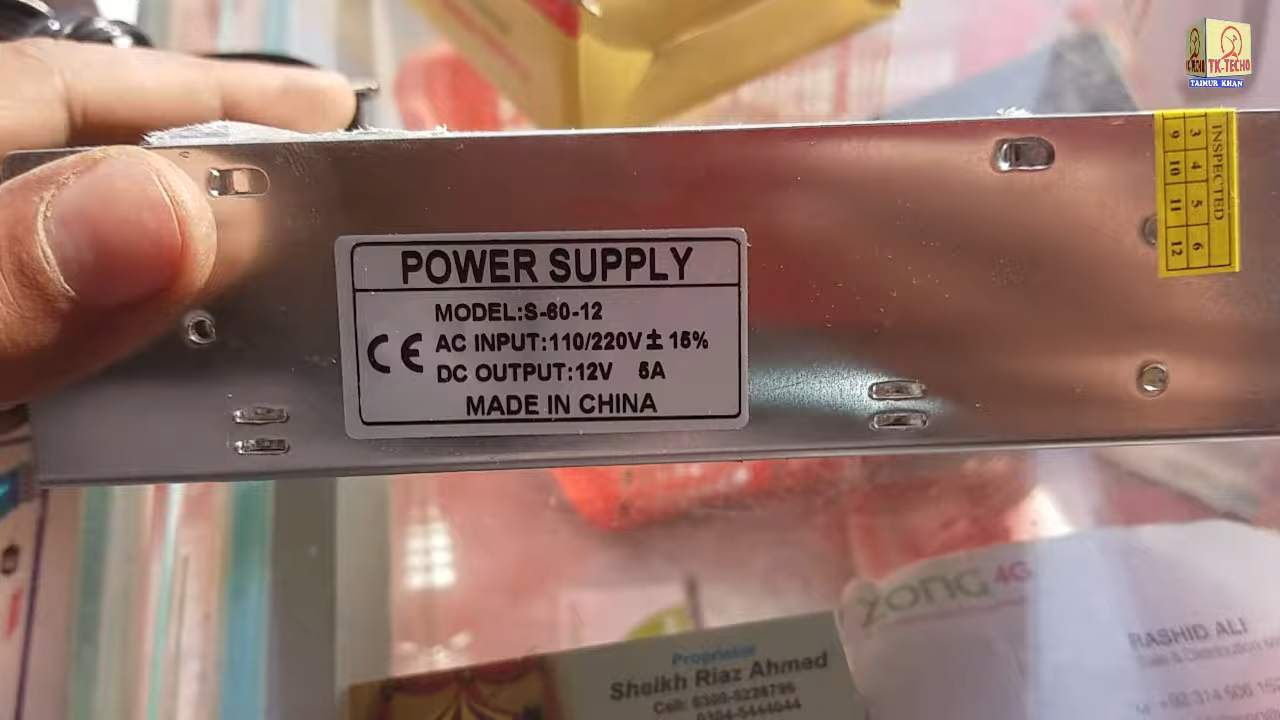 TK-TECHO
TAIMUR KHAN
INSPECTED
3 4 5 6
9 10 11 12
POWER SUPPLY
MODEL:S-60-12
CE AC INPUT:110/220V ± 15%
DC OUTPUT:12V 5A
MADE IN CHINA
ZONG 4G
RASHID ALI
& Distribution
Proprietor
Sheikh Riaz Ahmed